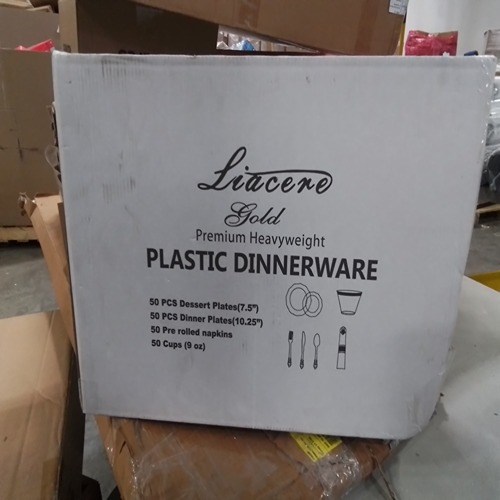 Liacere
Gold
Premium Heavyweight
PLASTIC DINNERWARE
50 PCS Dessert Plates(7.5")
50 PCS Dinner Plates(10.25")
50 Pre rolled napkins
50 Cups (9 oz)